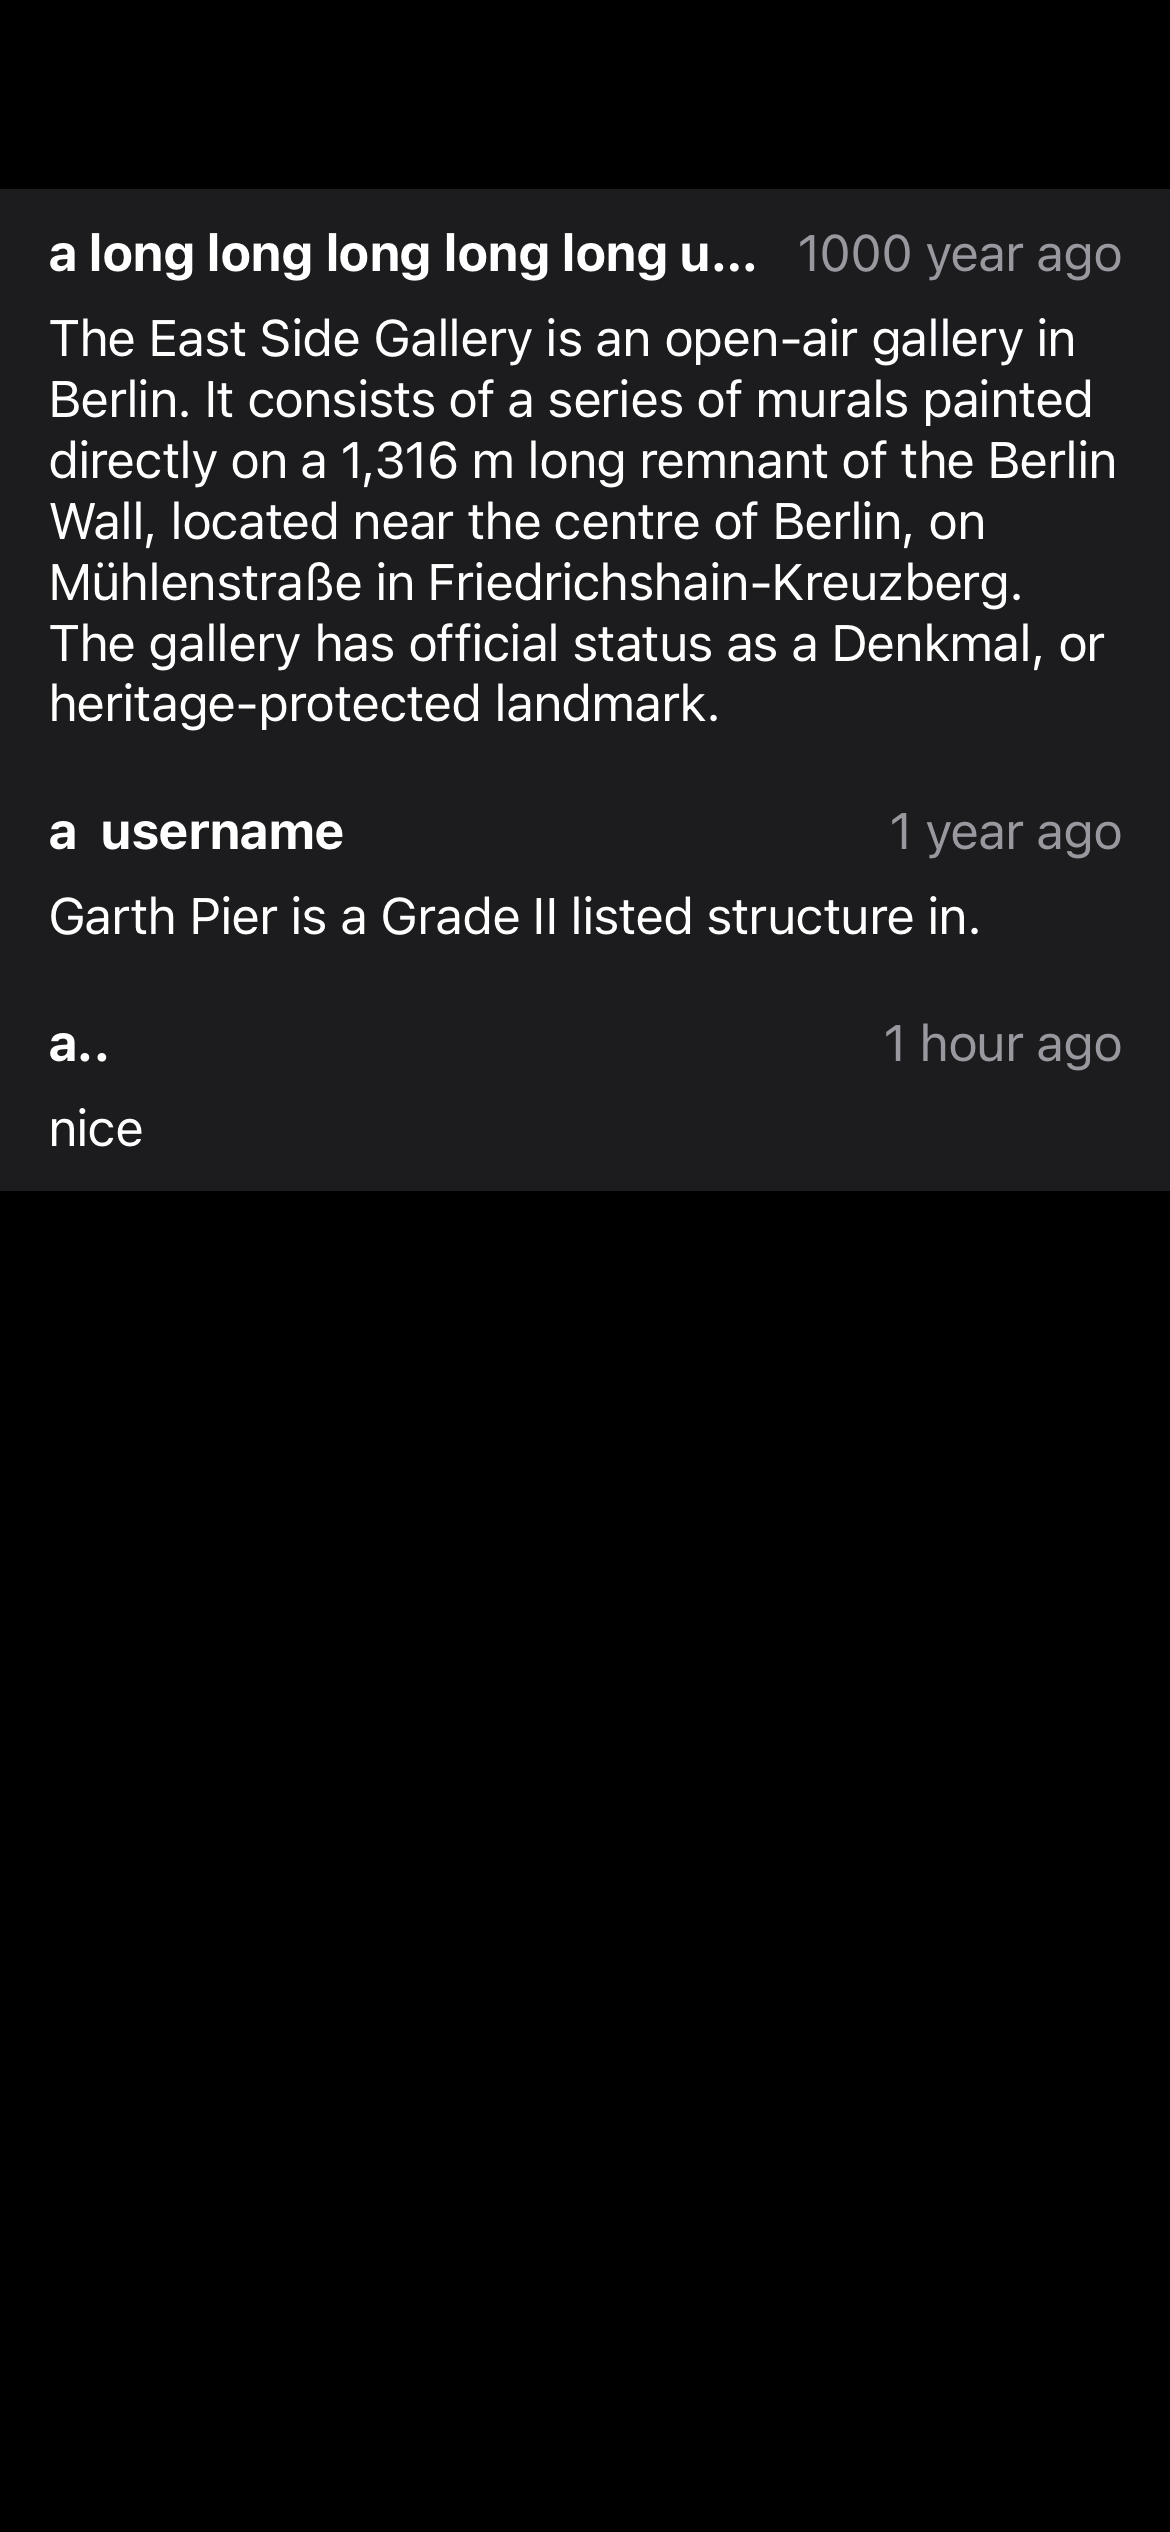 a long long long long long u...
1000 year ago
The East Side Gallery is an open-air gallery in
Berlin. It consists of a series of murals painted
directly on a 1,316 m long remnant of the Berlin
Wall, located near the centre of Berlin, on
Mühlenstraße in Friedrichshain-Kreuzberg.
The gallery has official status as a Denkmal, or
heritage-protected landmark.
a  username
1 year ago
Garth Pier is a Grade II listed structure in.
a..
1 hour ago
nice